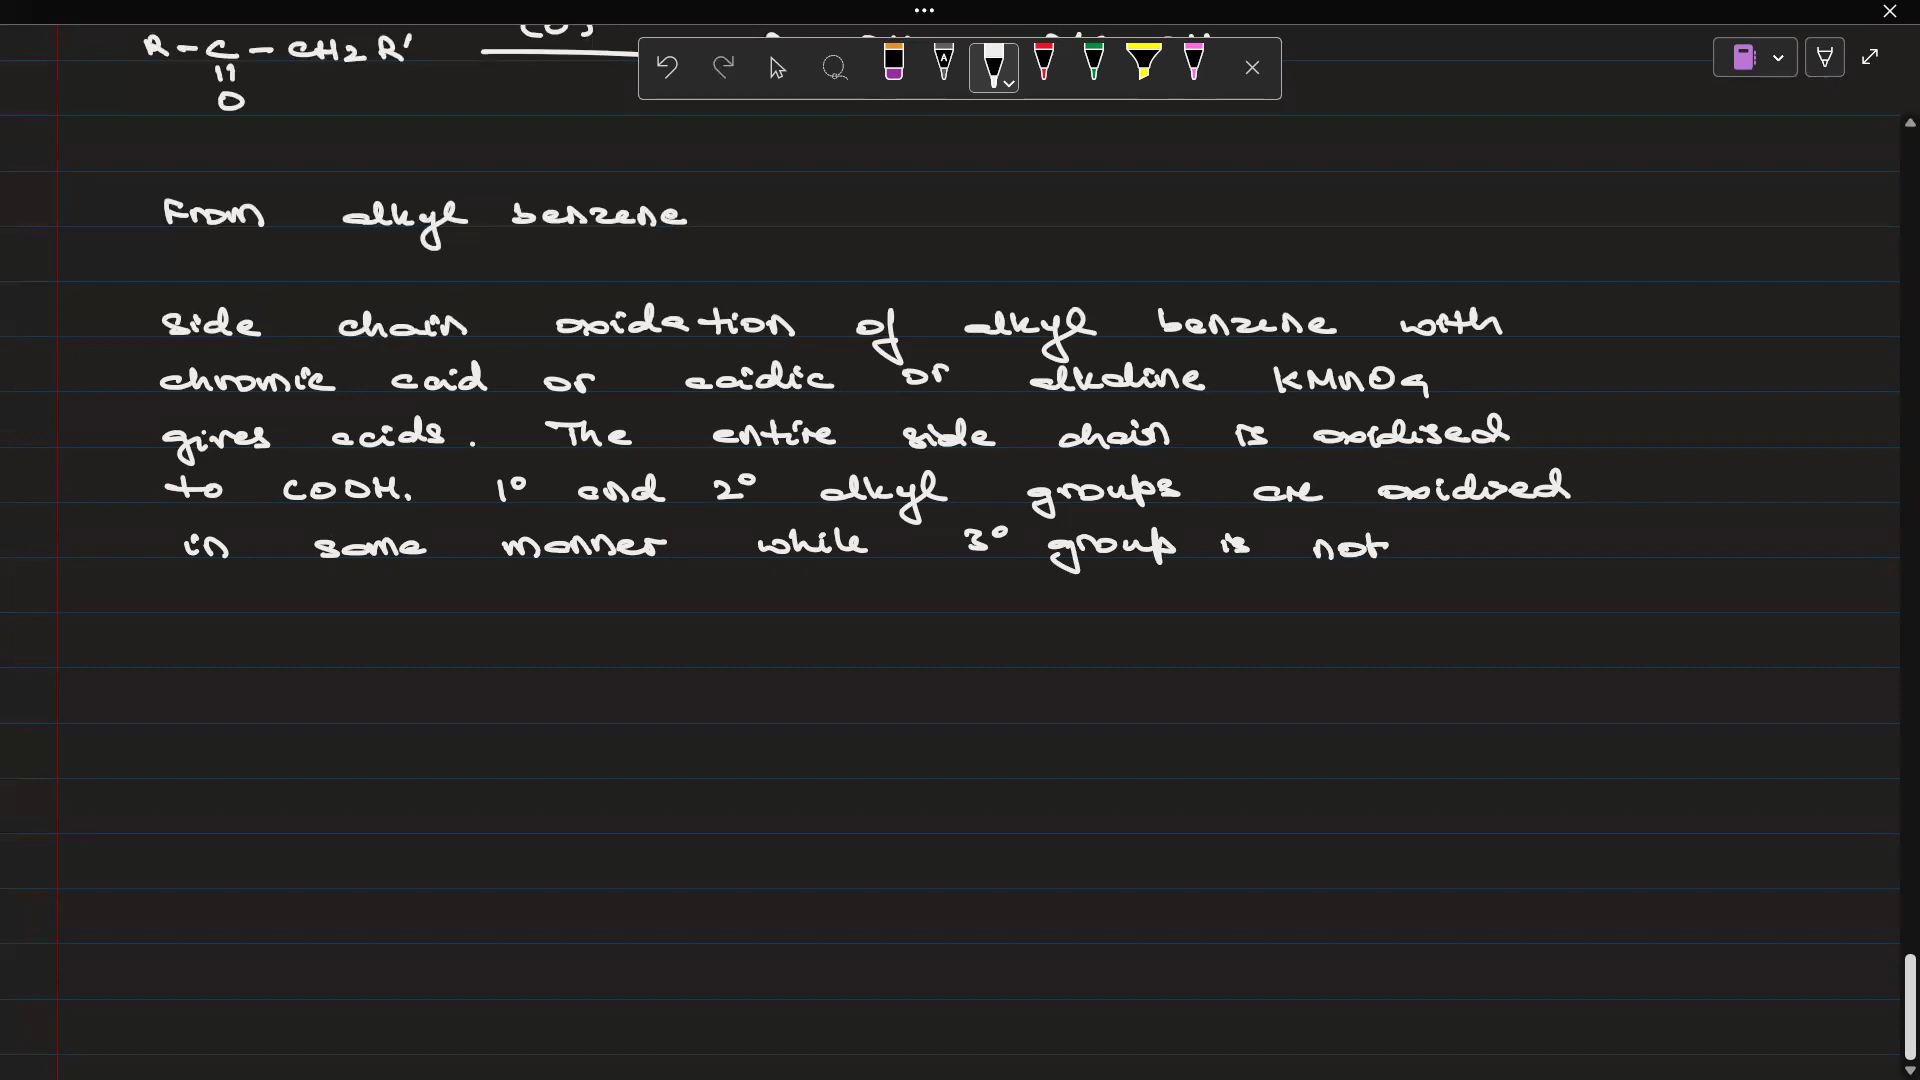 R - C - CH2 R'
11
O
From alkyl benzene
side chain oxidation of alkyl benzene with
chromic acid or acidic or alkaline KMnO4
gives acids. The entire side chain is oxidised
to COOH. 1° and 2° alkyl groups are oxidised
in same manner while 3° group is not